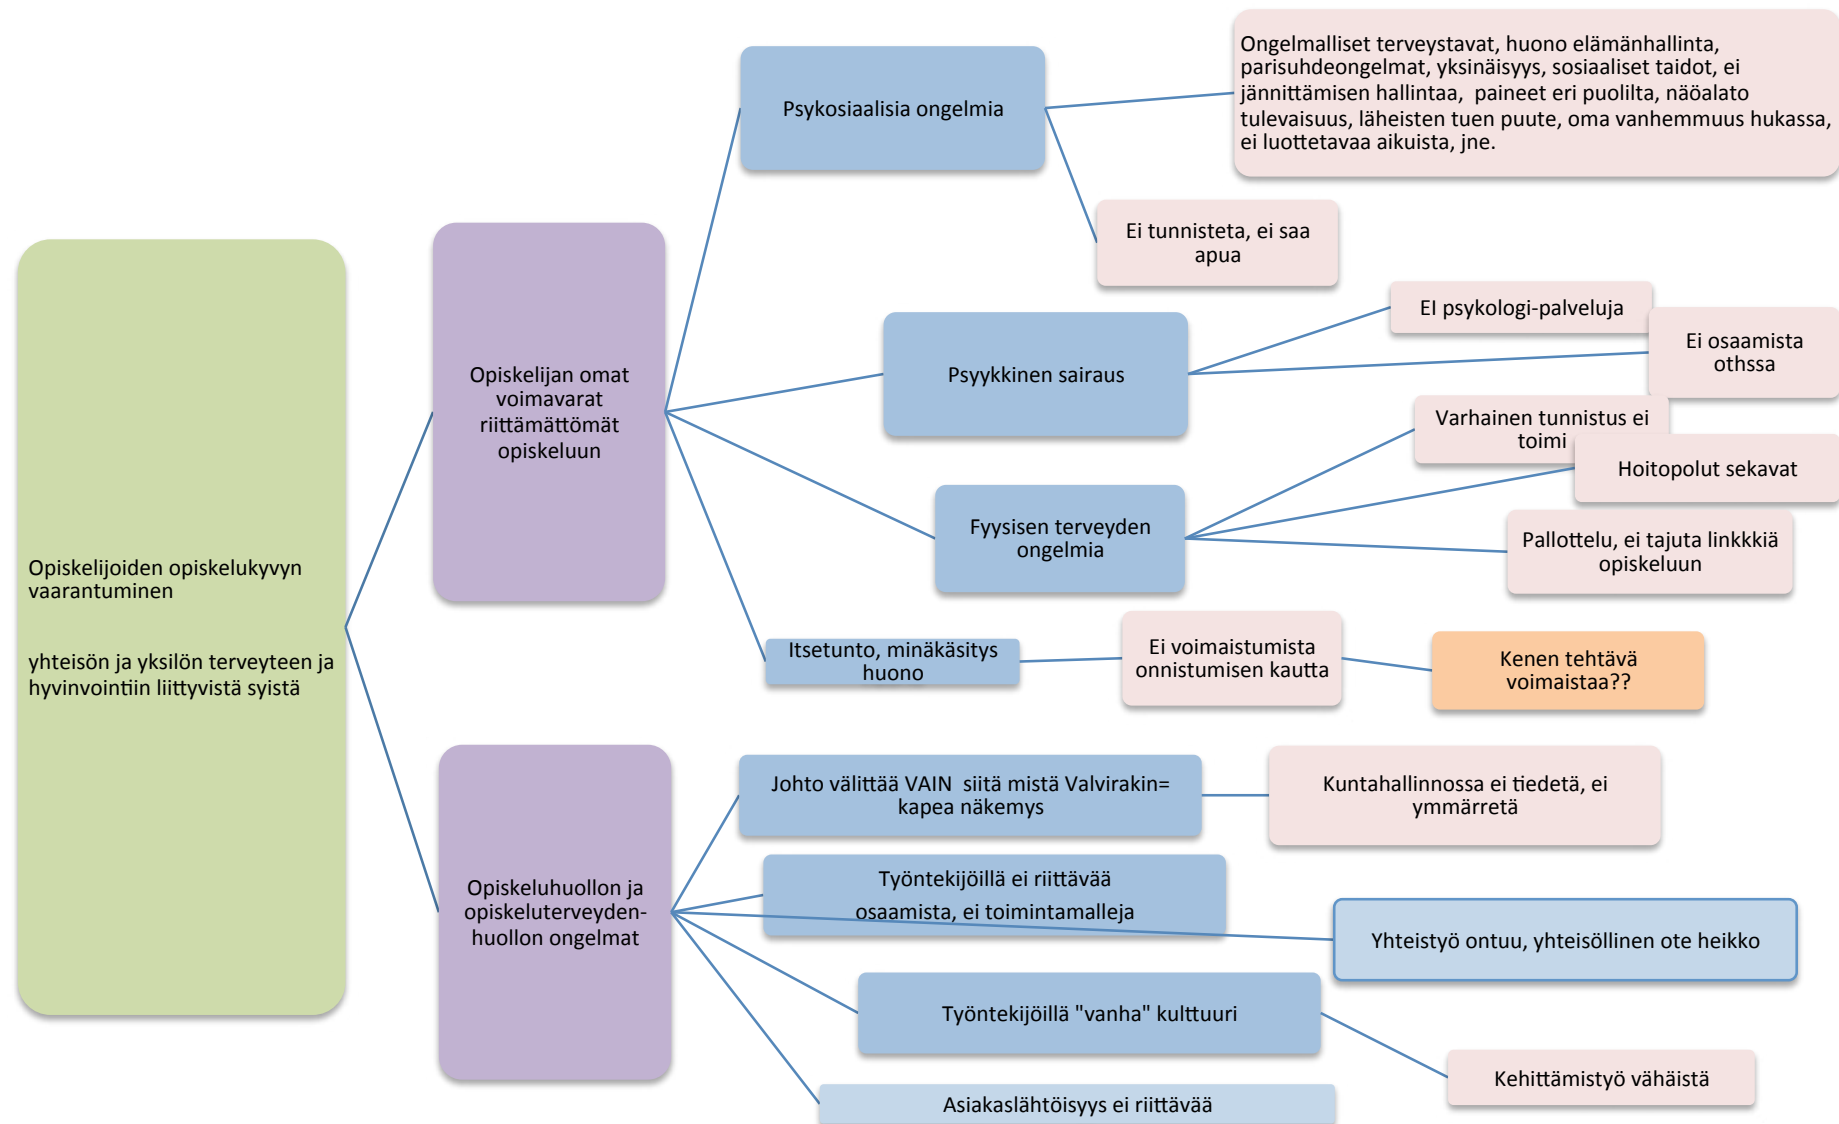 Opiskelijoiden opiskelukyvyn
vaarantuminen
yhteisön ja yksilön terveyteen ja
hyvinvointiin liittyvistä syistä
Opiskelijan omat
voimavarat
riittämättömät
opiskeluun
Psykosiaalisia ongelmia
Ongelmalliset terveystavat, huono elämänhallinta,
parisuhdeongelmat, yksinäisyys, sosiaaliset taidot, ei
jännittämisen hallintaa, paineet eri puolilta, näöalato
tulevaisuus, läheisten tuen puute, oma vanhemmuus hukassa,
ei luottetavaa aikuista, jne.
Ei tunnisteta, ei saa
apua
Psyykkinen sairaus
EI psykologi-palveluja
Ei osaamista
othssa
Fyysisen terveyden
ongelmia
Varhainen tunnistus ei
toimi
Hoitopolut sekavat
Pallottelu, ei tajuta linkkkiä
opiskeluun
Itsetunto, minäkäsitys
huono
Ei voimaistumista
onnistumisen kautta
Kenen tehtävä
voimaistaa??
Opiskeluhuollon ja
opiskeluterveyden-
huollon ongelmat
Johto välittää VAIN siitä mistä Valvirakin=
kapea näkemys
Kuntahallinnossa ei tiedetä, ei
ymmärretä
Työntekijöillä ei riittävää
osaamista, ei toimintamalleja
Yhteistyö ontuu, yhteisöllinen ote heikko
Työntekijöillä "vanha" kulttuuri
Kehittämistyö vähäistä
Asiakaslähtöisyys ei riittävää